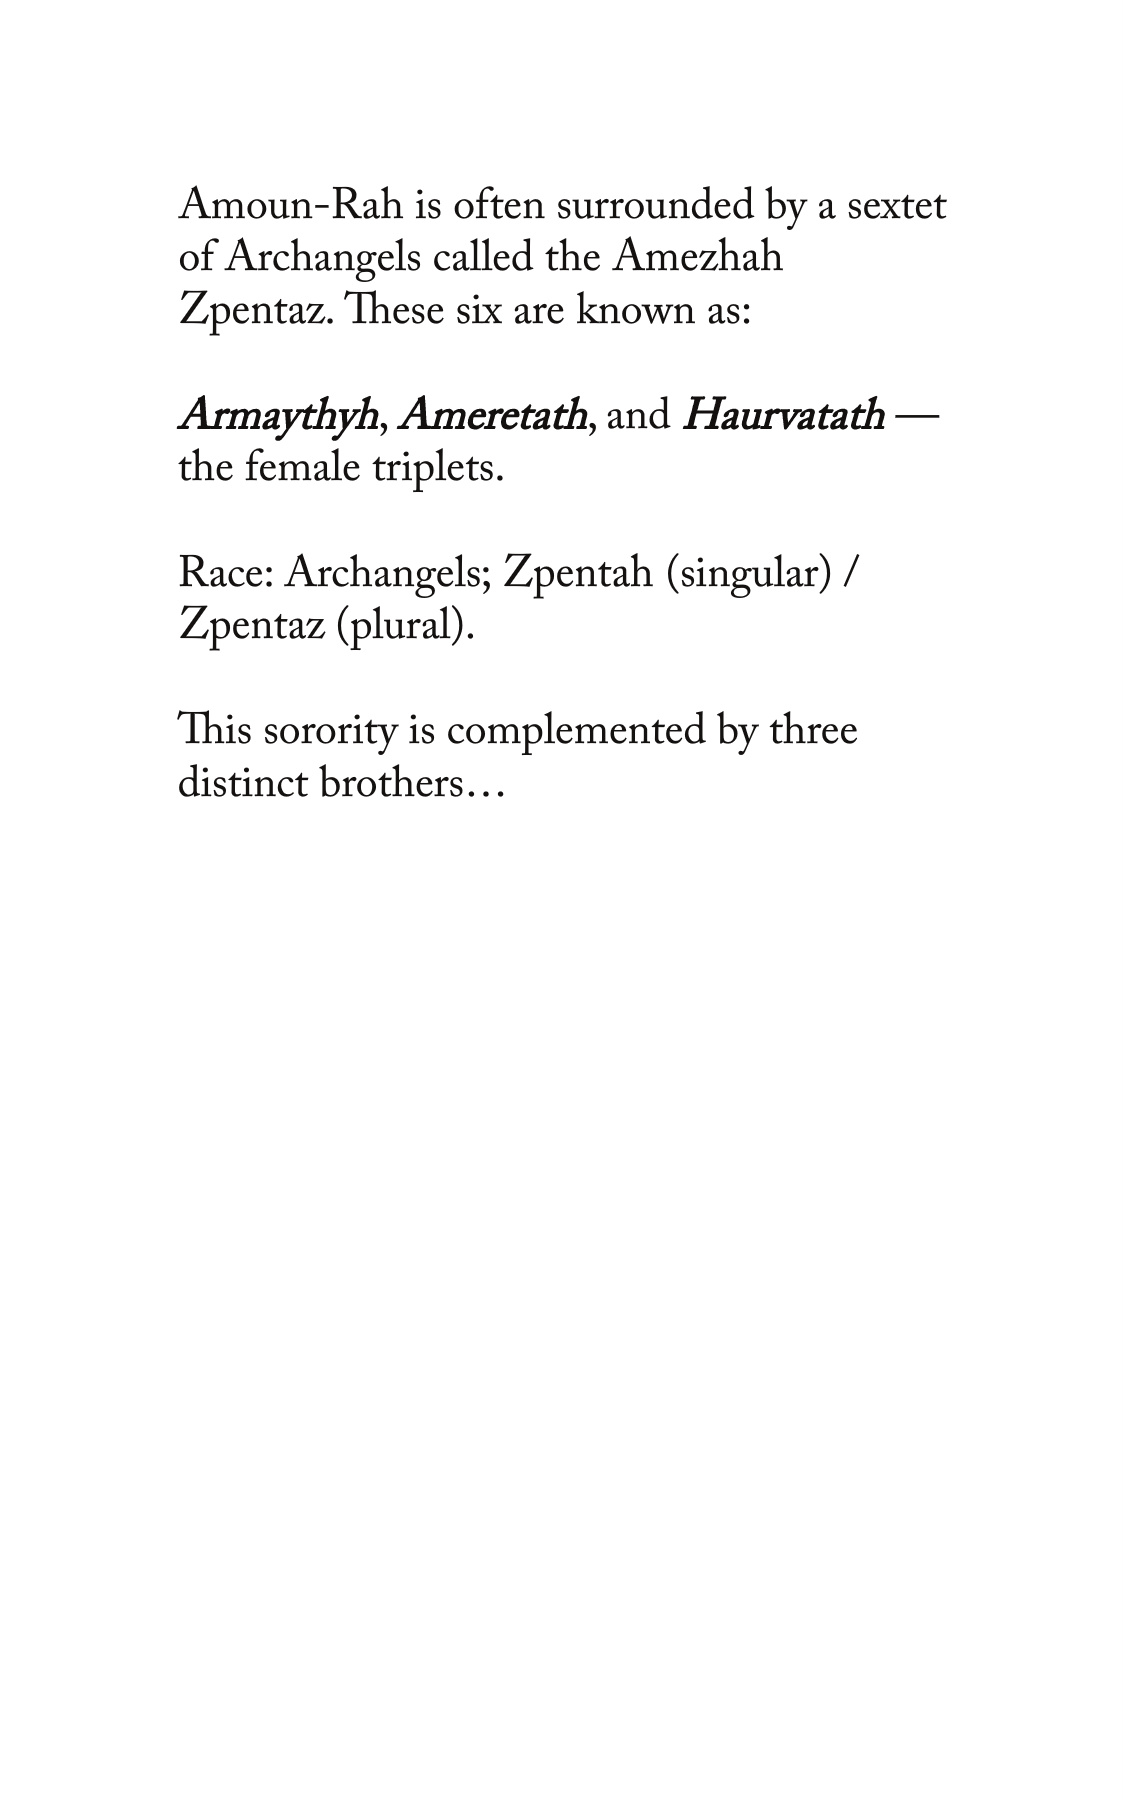 Amoun-Rah is often surrounded by a sextet
of Archangels called the Amezhah
Zpentaz. These six are known as:
Armaythyh, Ameretath, and Haurvatath —
the female triplets.
Race: Archangels; Zpentah (singular) /
Zpentaz (plural).
This sorority is complemented by three
distinct brothers…